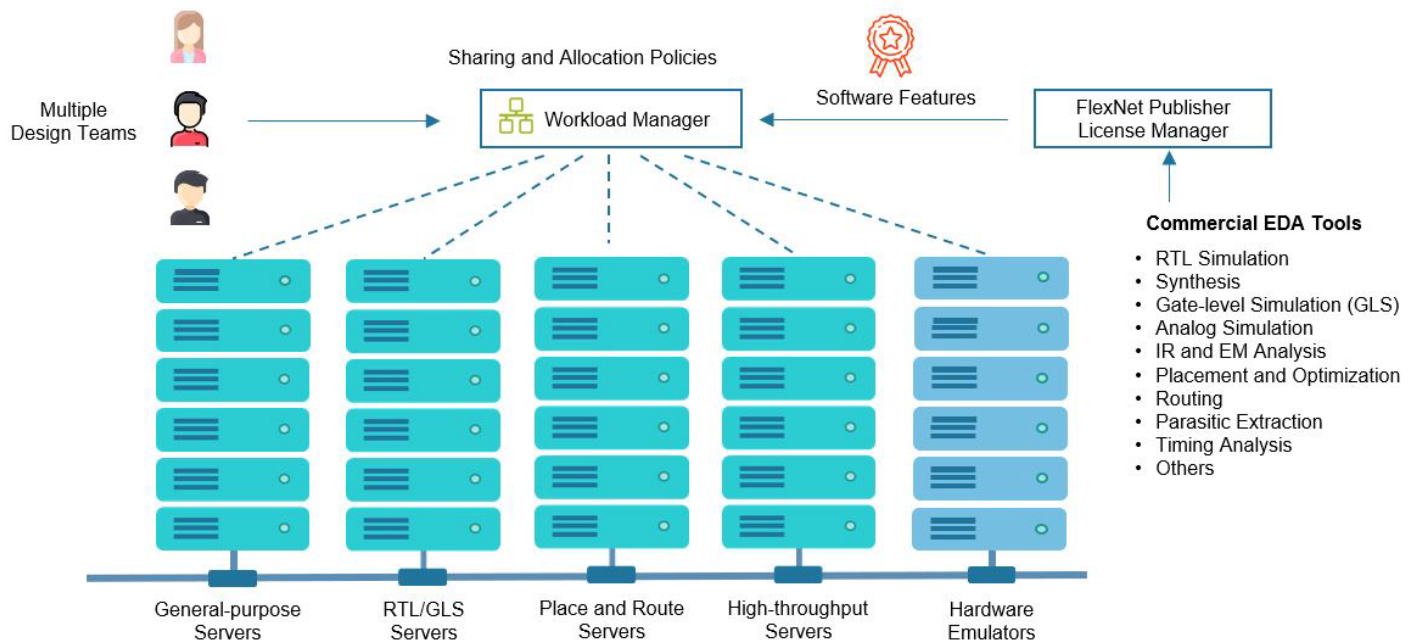 Sharing and Allocation Policies
Multiple
Design Teams
Workload Manager
Software Features
FlexNet Publisher
License Manager
Commercial EDA Tools
• RTL Simulation
• Synthesis
• Gate-level Simulation (GLS)
• Analog Simulation
• IR and EM Analysis
• Placement and Optimization
• Routing
• Parasitic Extraction
• Timing Analysis
• Others
General-purpose
Servers
RTL/GLS
Servers
Place and Route
Servers
High-throughput
Servers
Hardware
Emulators